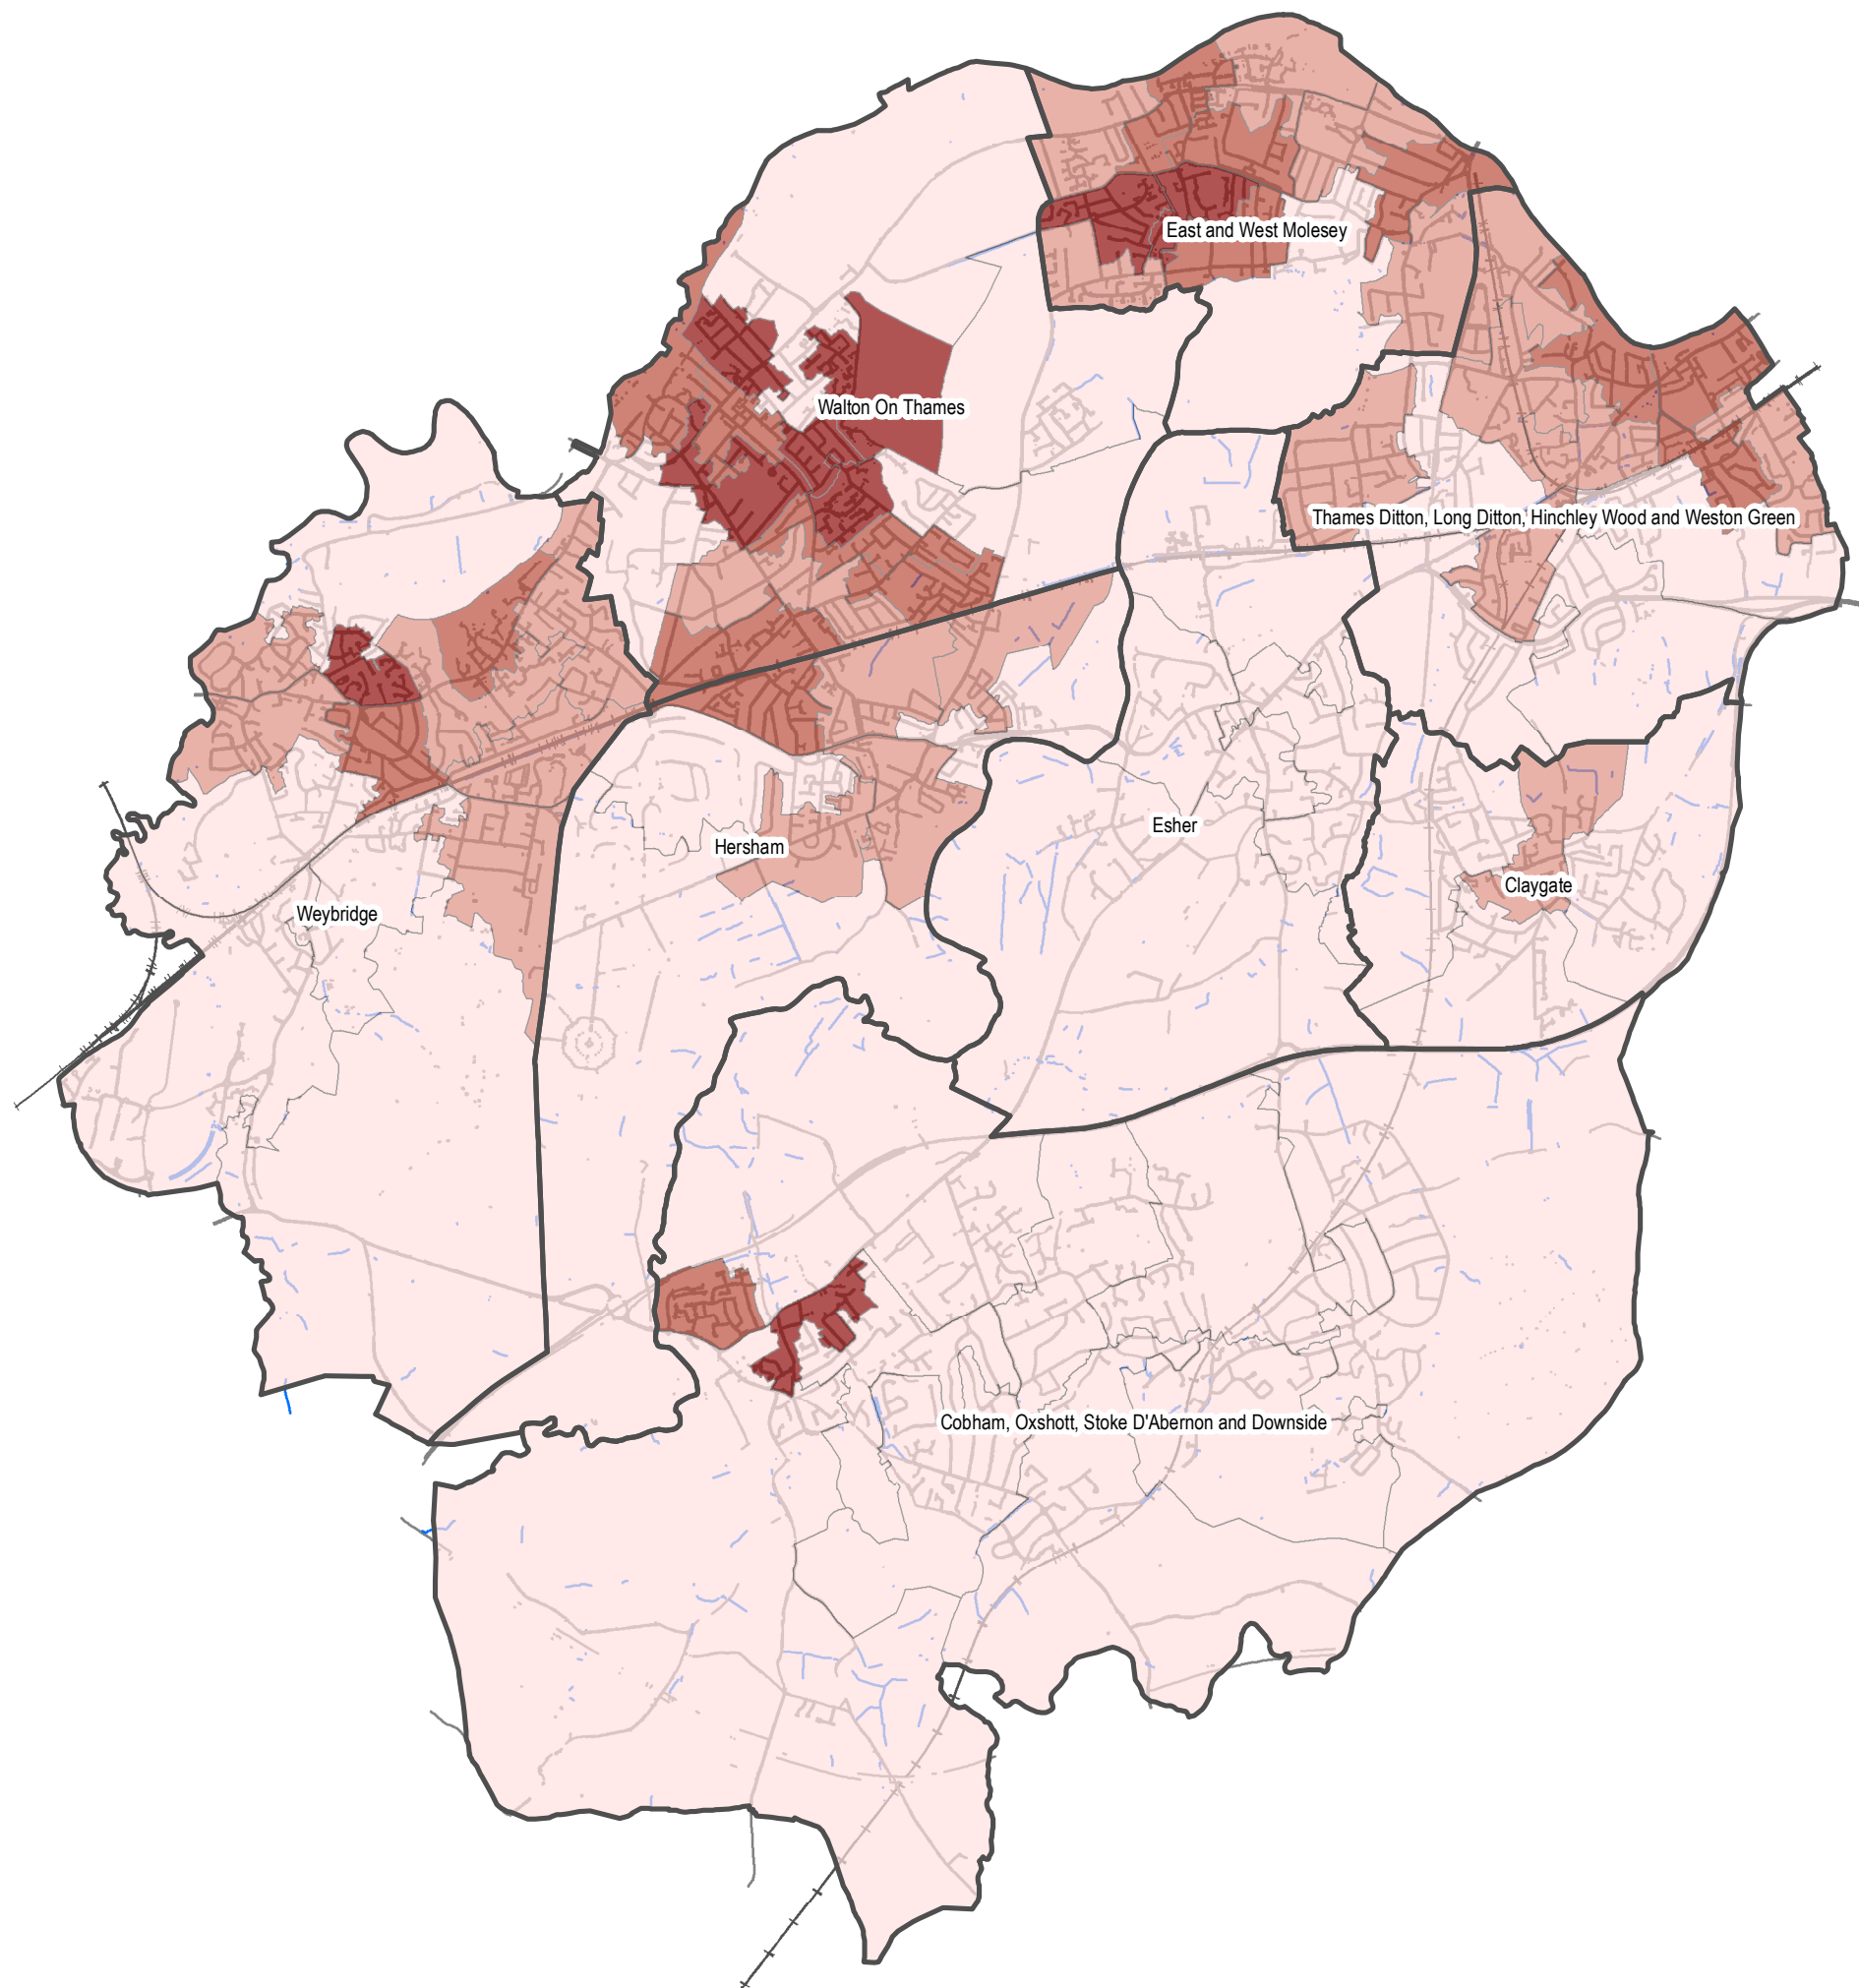 East and West Molesey
Walton On Thames
Thames Ditton, Long Ditton, Hinchley Wood and Weston Green
Esher
Hersham
Claygate
Weybridge
Cobham, Oxshott, Stoke D'Abernon and Downside